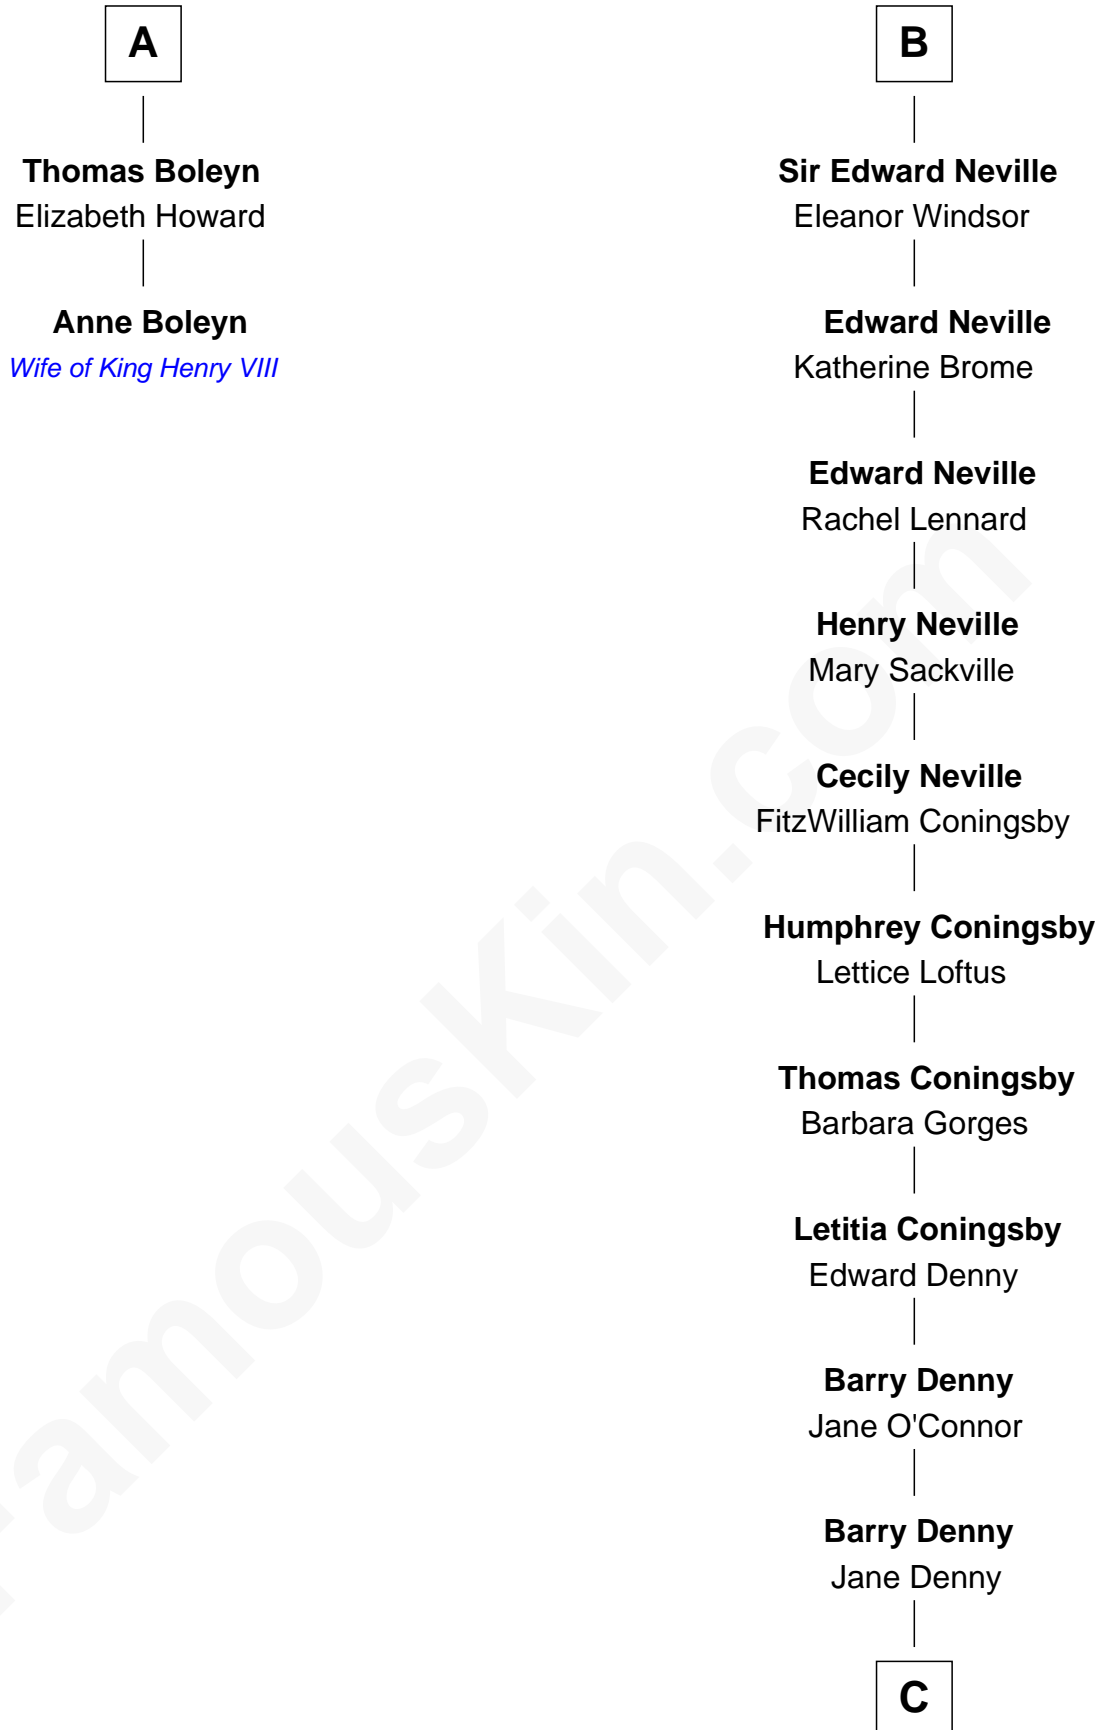 A
Thomas Boleyn
Elizabeth Howard
Anne Boleyn
Wife of King Henry VIII
B
Sir Edward Neville
Eleanor Windsor
Edward Neville
Katherine Brome
Edward Neville
Rachel Lennard
Henry Neville
Mary Sackville
Cecily Neville
FitzWilliam Coningsby
Humphrey Coningsby
Lettice Loftus
Thomas Coningsby
Barbara Gorges
Letitia Coningsby
Edward Denny
Barry Denny
Jane O'Connor
Barry Denny
Jane Denny
C
FamousKin.com